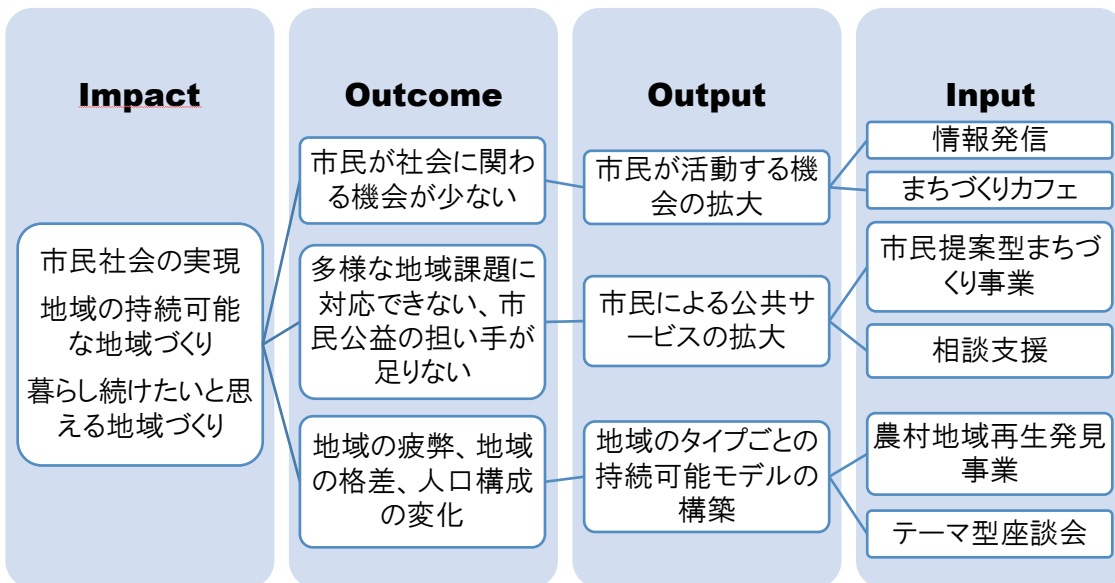 Impact
市民社会の実現
地域の持続可能
な地域づくり
暮らし続けたいと思
える地域づくり
Outcome
市民が社会に関わ
る機会が少ない
多様な地域課題に
対応できない、市
民公益の担い手が
足りない
地域の疲弊、地域
の格差、人口構成
の変化
Output
市民が活動する機
会の拡大
市民による公共サ
ービスの拡大
地域のタイプごとの
持続可能モデルの
構築
Input
情報発信
まちづくりカフェ
市民提案型まちづ
くり事業
相談支援
農村地域再生発見
事業
テーマ型座談会